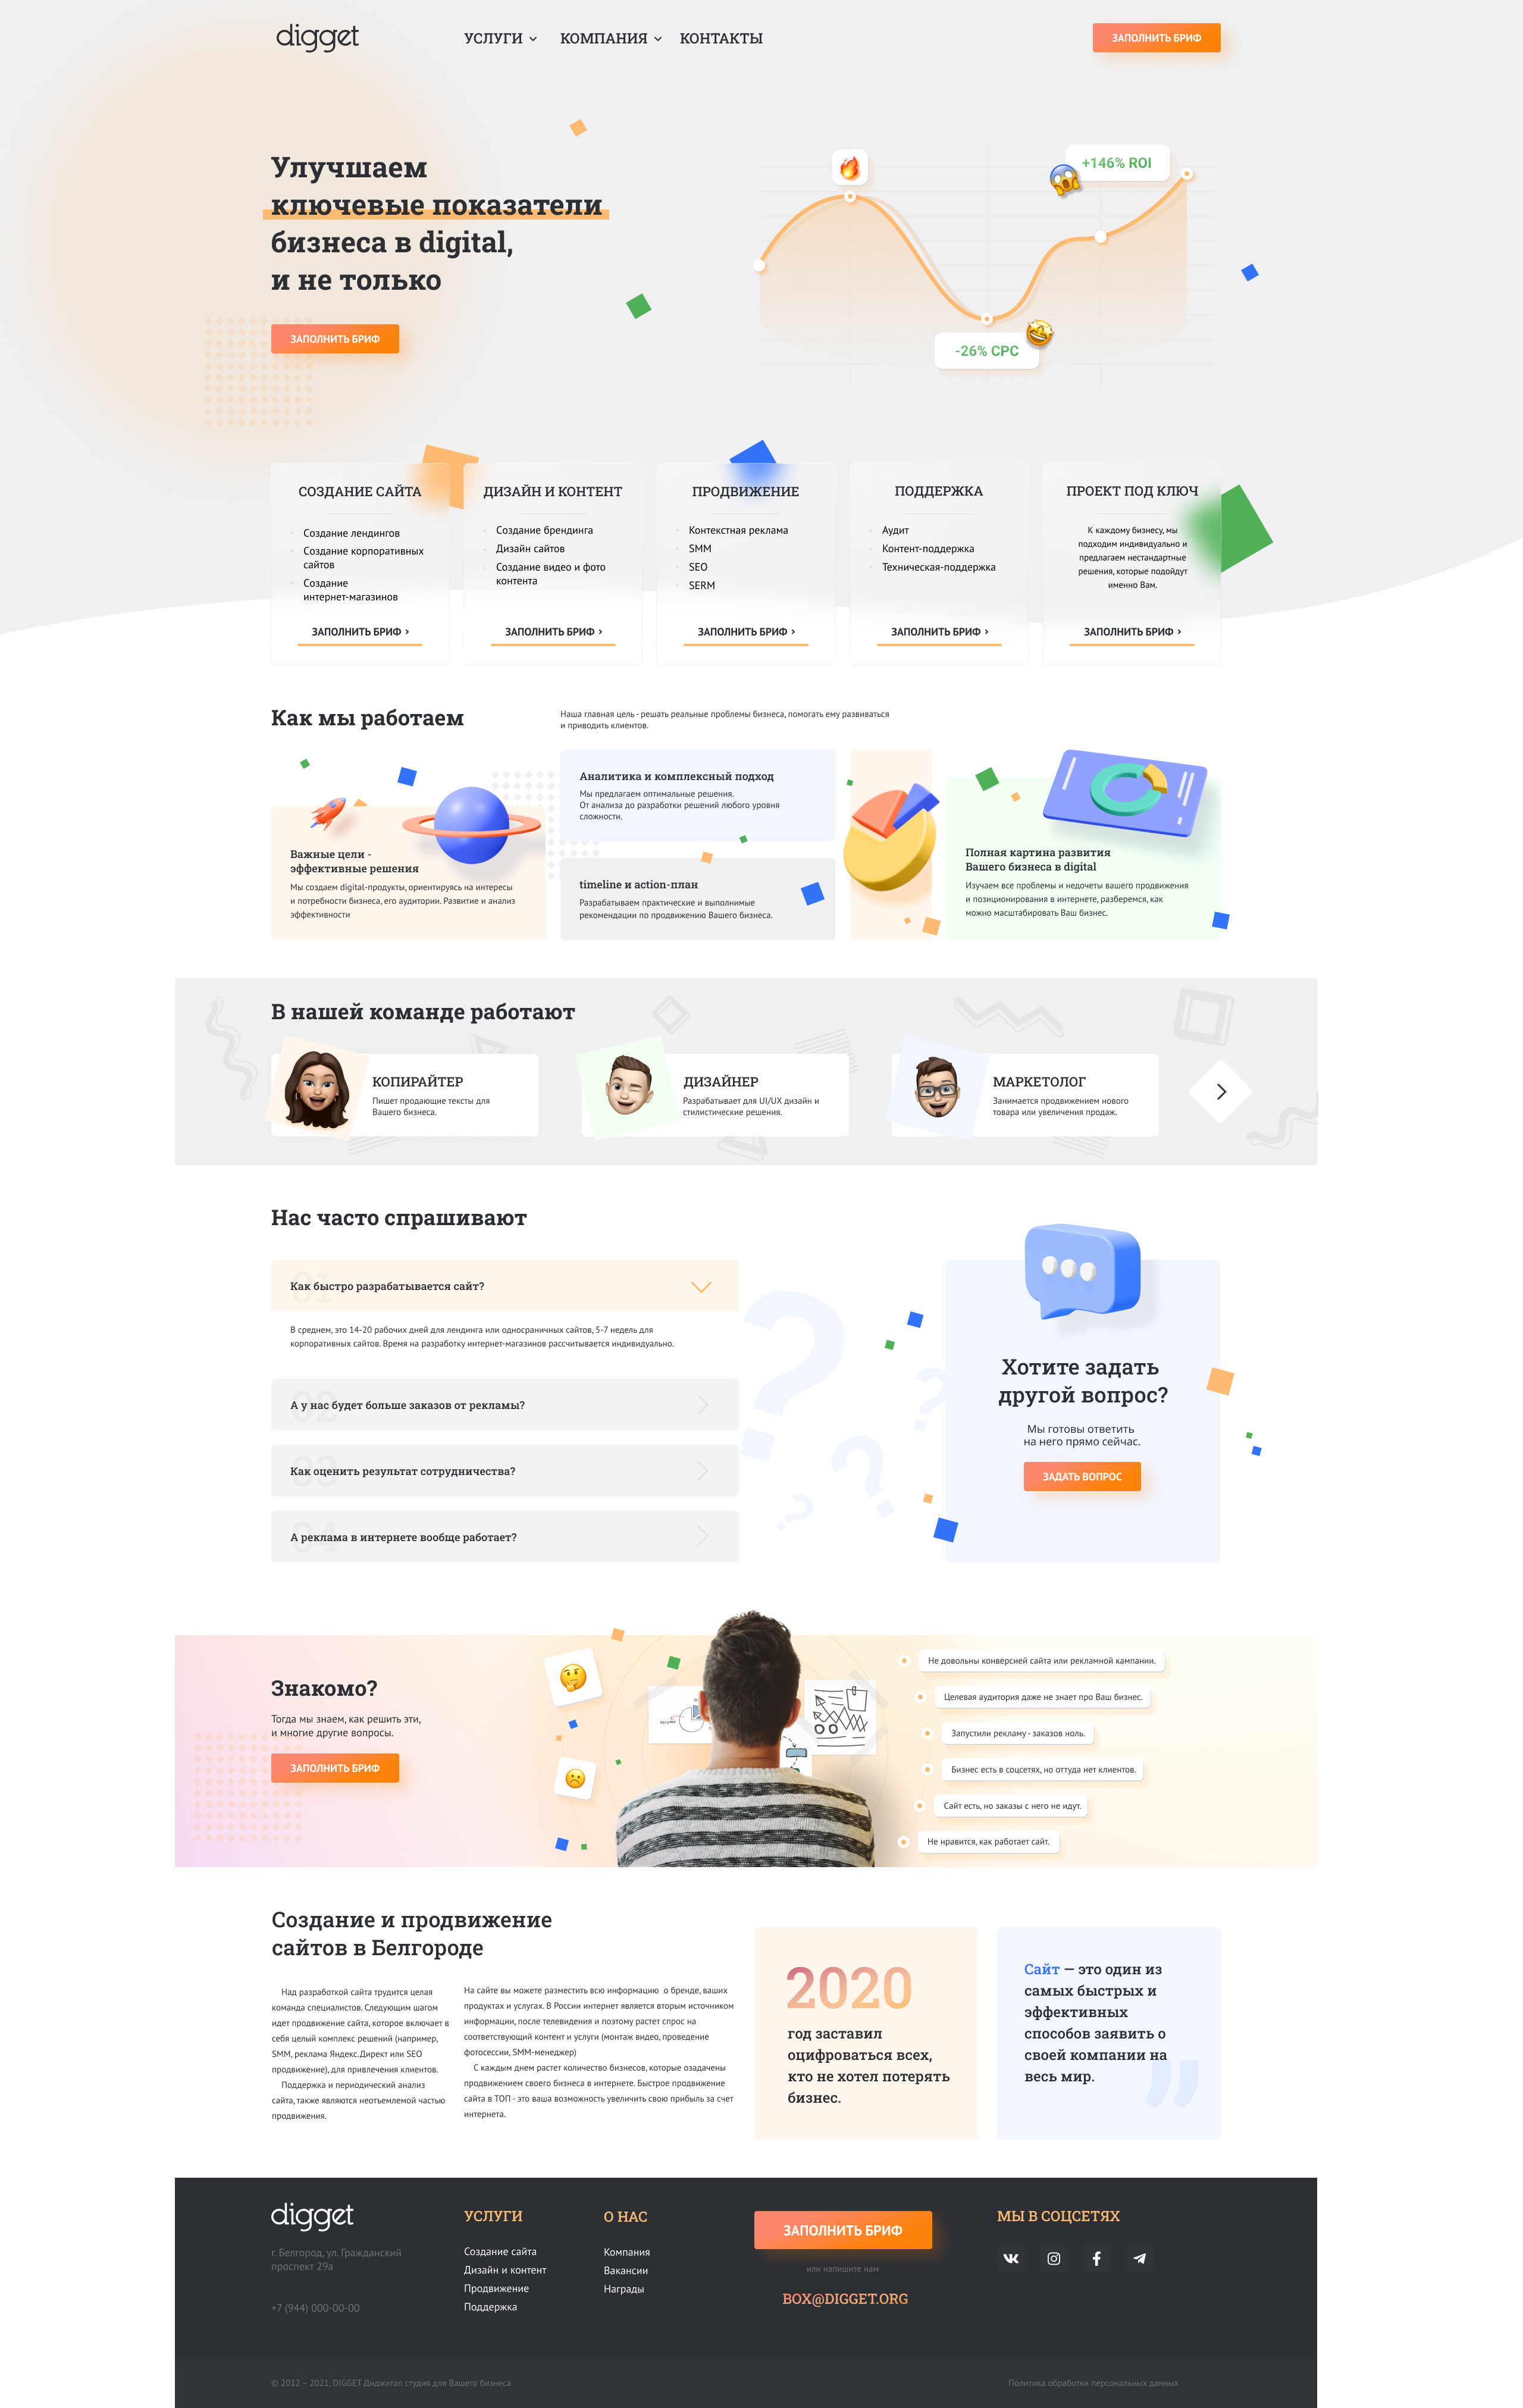 digget
УСЛУГИ
КОМПАНИЯ
КОНТАКТЫ
ЗАПОЛНИТЬ БРИФ
Улучшаем
ключевые показатели
бизнеса в digital,
и не только
ЗАПОЛНИТЬ БРИФ
+146% ROI
-26% CPC
СОЗДАНИЕ САЙТА
Создание лендингов
Создание корпоративных
сайтов
Создание
интернет-магазинов
ЗАПОЛНИТЬ БРИФ
ДИЗАЙН И КОНТЕНТ
Создание брендинга
Дизайн сайтов
Создание видео и фото
контента
ЗАПОЛНИТЬ БРИФ
ПРОДВИЖЕНИЕ
Контекстная реклама
SMM
SEO
SERM
ЗАПОЛНИТЬ БРИФ
ПОДДЕРЖКА
Аудит
Контент-поддержка
Техническая-поддержка
ЗАПОЛНИТЬ БРИФ
ПРОЕКТ ПОД КЛЮЧ
К каждому бизнесу, мы
подходим индивидуально и
предлагаем нестандартные
решения, которые подойдут
именно Вам.
ЗАПОЛНИТЬ БРИФ
Как мы работаем
Наша главная цель - решать реальные проблемы бизнеса, помогать ему развиваться
и приводить клиентов.
Важные цели -
эффективные решения
Мы создаем digital-продукты, ориентируясь на интересы
и потребности бизнеса, его аудитории. Развитие и анализ
эффективности
Аналитика и комплексный подход
Мы предлагаем оптимальные решения.
От анализа до разработки решений любого уровня
сложности.
timeline и action-план
Разрабатываем практические и выполнимые
рекомендации по продвижению Вашего бизнеса.
Полная картина развития
Вашего бизнеса в digital
Изучаем все проблемы и недочеты вашего продвижения
и позиционирования в интернете, разберемся, как
можно масштабировать Ваш бизнес.
В нашей команде работают
КОПИРАЙТЕР
Пишет продающие тексты для
Вашего бизнеса.
ДИЗАЙНЕР
Разрабатывает для UI/UX дизайн и
стилистические решения.
МАРКЕТОЛОГ
Занимается продвижением нового
товара или увеличения продаж.
Нас часто спрашивают
01
Как быстро разрабатывается сайт?
В среднем, это 14-20 рабочих дней для лендинга или односраничных сайтов, 5-7 недель для
корпоративных сайтов. Время на разработку интернет-магазинов рассчитывается индивидуально.
02
А у нас будет больше заказов от рекламы?
03
Как оценить результат сотрудничества?
04
А реклама в интернете вообще работает?
? ? ? ?
Хотите задать
другой вопрос?
Мы готовы ответить
на него прямо сейчас.
ЗАДАТЬ ВОПРОС
Знакомо?
Тогда мы знаем, как решить эти,
и многие другие вопросы.
ЗАПОЛНИТЬ БРИФ
Не довольны конверсией сайта или рекламной кампании.
Целевая аудитория даже не знает про Ваш бизнес.
Запустили рекламу - заказов ноль.
Бизнес есть в соцсетях, но оттуда нет клиентов.
Сайт есть, но заказы с него не идут.
Не нравится, как работает сайт.
Создание и продвижение
сайтов в Белгороде
Над разработкой сайта трудится целая
команда специалистов. Следующим шагом
идет продвижение сайта, которое включает в
себя целый комплекс решений (например,
SMM, реклама Яндекс.Директ или SEO
продвижение), для привлечения клиентов.
Поддержка и периодический анализ
сайта, также являются неотъемлемой частью
продвижения.
На сайте вы можете разместить всю информацию о бренде, ваших
продуктах и услугах. В России интернет является вторым источником
информации, после телевидения и поэтому растет спрос на
соответствующий контент и услуги (монтаж видео, проведение
фотосессии, SMM-менеджер)
С каждым днем растет количество бизнесов, которые озадачены
продвижением своего бизнеса в интернете. Быстрое продвижение
сайта в ТОП - это ваша возможность увеличить свою прибыль за счет
интернета.
2020
год заставил
оцифроваться всех,
кто не хотел потерять
бизнес.
Сайт — это один из
самых быстрых и
эффективных
способов заявить о
своей компании на
весь мир.
”
digget
г. Белгород, ул. Гражданский
проспект 29а
+7 (944) 000-00-00
УСЛУГИ
Создание сайта
Дизайн и контент
Продвижение
Поддержка
О НАС
Компания
Вакансии
Награды
ЗАПОЛНИТЬ БРИФ
или напишите нам
BOX@DIGGET.ORG
МЫ В СОЦСЕТЯХ
© 2012 – 2021, DIGGET Диджитал студия для Вашего бизнеса
Политика обработки персональных данных